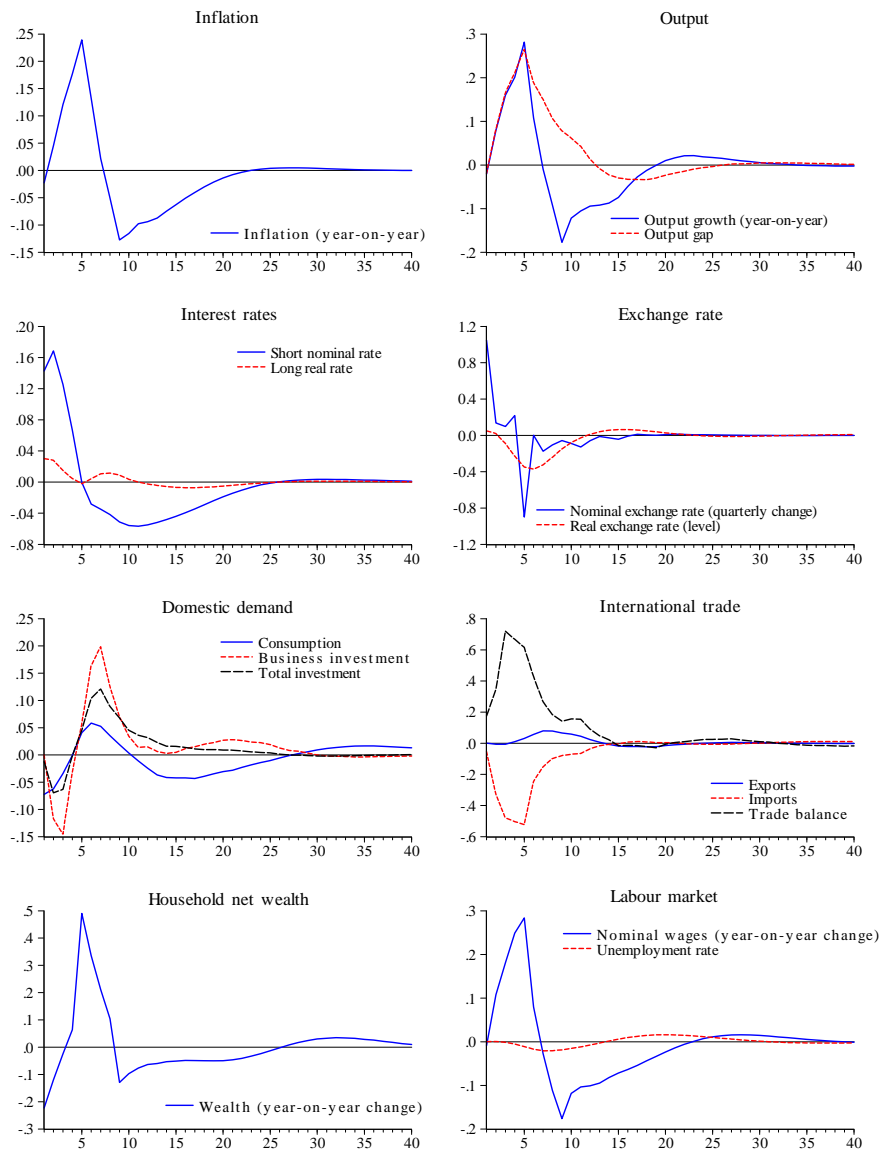 Inflation
.25
.20
.15
.10
.05
.00
-.05
-.10
-.15
Inflation (year-on-year)
5 10 15 20 25 30 35 40
Output
.3
.2
.1
.0
-.1
-.2
Output growth (year-on-year)
Output gap
5 10 15 20 25 30 35 40
Interest rates
.20
.16
.12
.08
.04
.00
-.04
-.08
Short nominal rate
Long real rate
5 10 15 20 25 30 35 40
Exchange rate
1.2
0.8
0.4
0.0
-0.4
-0.8
-1.2
Nominal exchange rate (quarterly change)
Real exchange rate (level)
5 10 15 20 25 30 35 40
Domestic demand
.25
.20
.15
.10
.05
.00
-.05
-.10
-.15
Consumption
Business investment
Total investment
5 10 15 20 25 30 35 40
International trade
.8
.6
.4
.2
.0
-.2
-.4
-.6
Exports
Imports
Trade balance
5 10 15 20 25 30 35 40
Household net wealth
.5
.4
.3
.2
.1
.0
-.1
-.2
-.3
Wealth (year-on-year change)
5 10 15 20 25 30 35 40
Labour market
.3
.2
.1
.0
-.1
-.2
Nominal wages (year-on-year change)
Unemployment rate
5 10 15 20 25 30 35 40